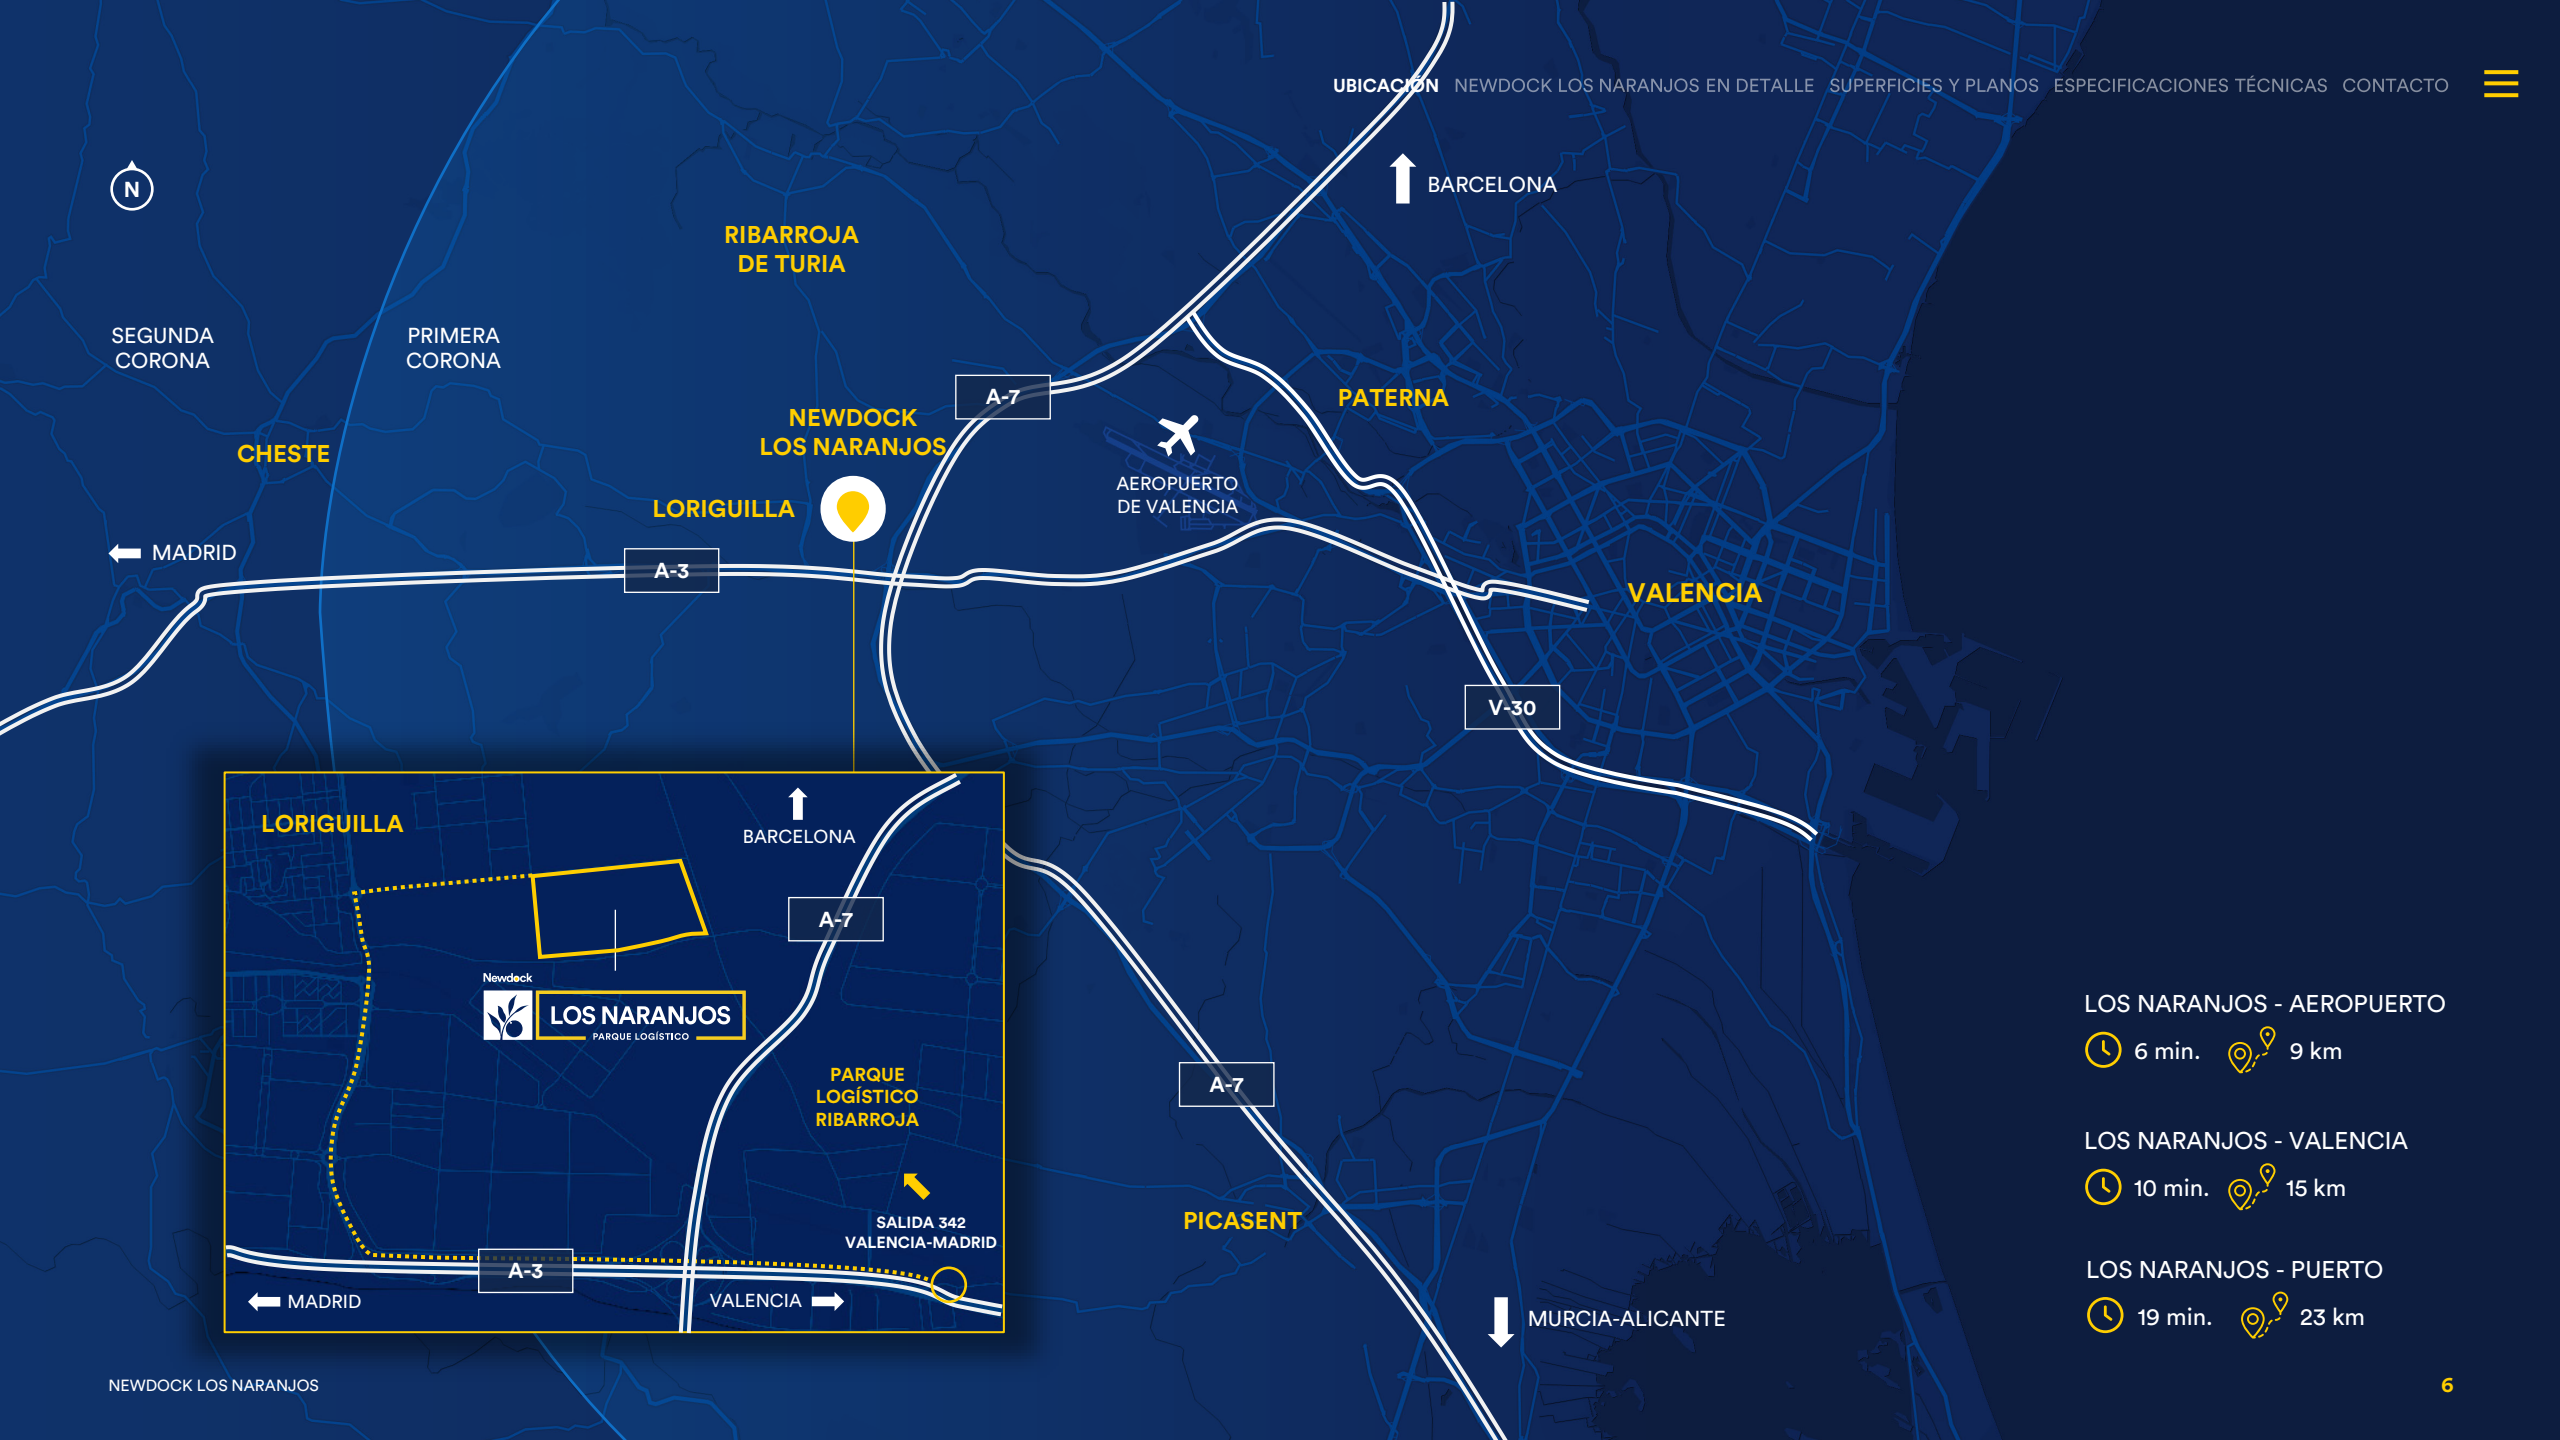 UBICACIÓN NEWDOCK LOS NARANJOS EN DETALLE SUPERFICIES Y PLANOS ESPECIFICACIONES TÉCNICAS CONTACTO
N
BARCELONA
RIBARROJA
DE TURIA
SEGUNDA
CORONA
PRIMERA
CORONA
A-7
PATERNA
NEWDOCK
LOS NARANJOS
CHESTE
AEROPUERTO
DE VALENCIA
LORIGUILLA
MADRID
A-3
VALENCIA
V-30
LORIGUILLA
BARCELONA
A-7
Newdock
LOS NARANJOS
PARQUE LOGÍSTICO
PARQUE
LOGÍSTICO
RIBARROJA
SALIDA 342
VALENCIA-MADRID
A-3
MADRID
VALENCIA
A-7
PICASENT
MURCIA-ALICANTE
LOS NARANJOS - AEROPUERTO
6 min. 9 km
LOS NARANJOS - VALENCIA
10 min. 15 km
LOS NARANJOS - PUERTO
19 min. 23 km
NEWDOCK LOS NARANJOS
6